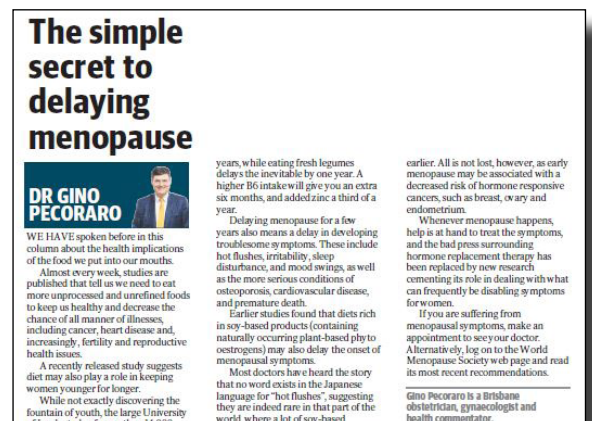 The simple
secret to
delaying
menopause
DR GINO
PECORARO
WE HAVE spoken before in this
column about the health implications
of the food we put into our mouths.
Almost every week, studies are
published that tell us we need to eat
more unprocessed and unrefined foods
to keep us healthy and decrease the
chance of all manner of illnesses,
including cancer, heart disease and,
increasingly, fertility and reproductive
health issues.
A recently released study suggests
diet may also play a role in keeping
women younger for longer.
While not exactly discovering the
fountain of youth, the large University
years, while eating fresh legumes
delays the inevitable by one year. A
higher B6 intake will give you an extra
six months, and added zinc a third of a
year.
Delaying menopause for a few
years also means a delay in developing
troublesome symptoms. These include
hot flushes, irritability, sleep
disturbance, and mood swings, as well
as the more serious conditions of
osteoporosis, cardiovascular disease,
and premature death.
Earlier studies found that diets rich
in soy-based products (containing
naturally occurring plant-based phyto
oestrogens) may also delay the onset of
menopausal symptoms.
Most doctors have heard the story
that no word exists in the Japanese
language for "hot flushes", suggesting
they are indeed rare in that part of the
world where a lot of soy-based
earlier. All is not lost, however, as early
menopause may be associated with a
decreased risk of hormone responsive
cancers, such as breast, ovary and
endometrium.
Whenever menopause happens,
help is at hand to treat the symptoms,
and the bad press surrounding
hormone replacement therapy has
been replaced by new research
cementing its role in dealing with what
can frequently be disabling symptoms
for women.
If you are suffering from
menopausal symptoms, make an
appointment to see your doctor.
Alternatively, log on to the World
Menopause Society web page and read
its most recent recommendations.
Gino Pecoraro is a Brisbane
obstetrician, gynaecologist and
health commentator.